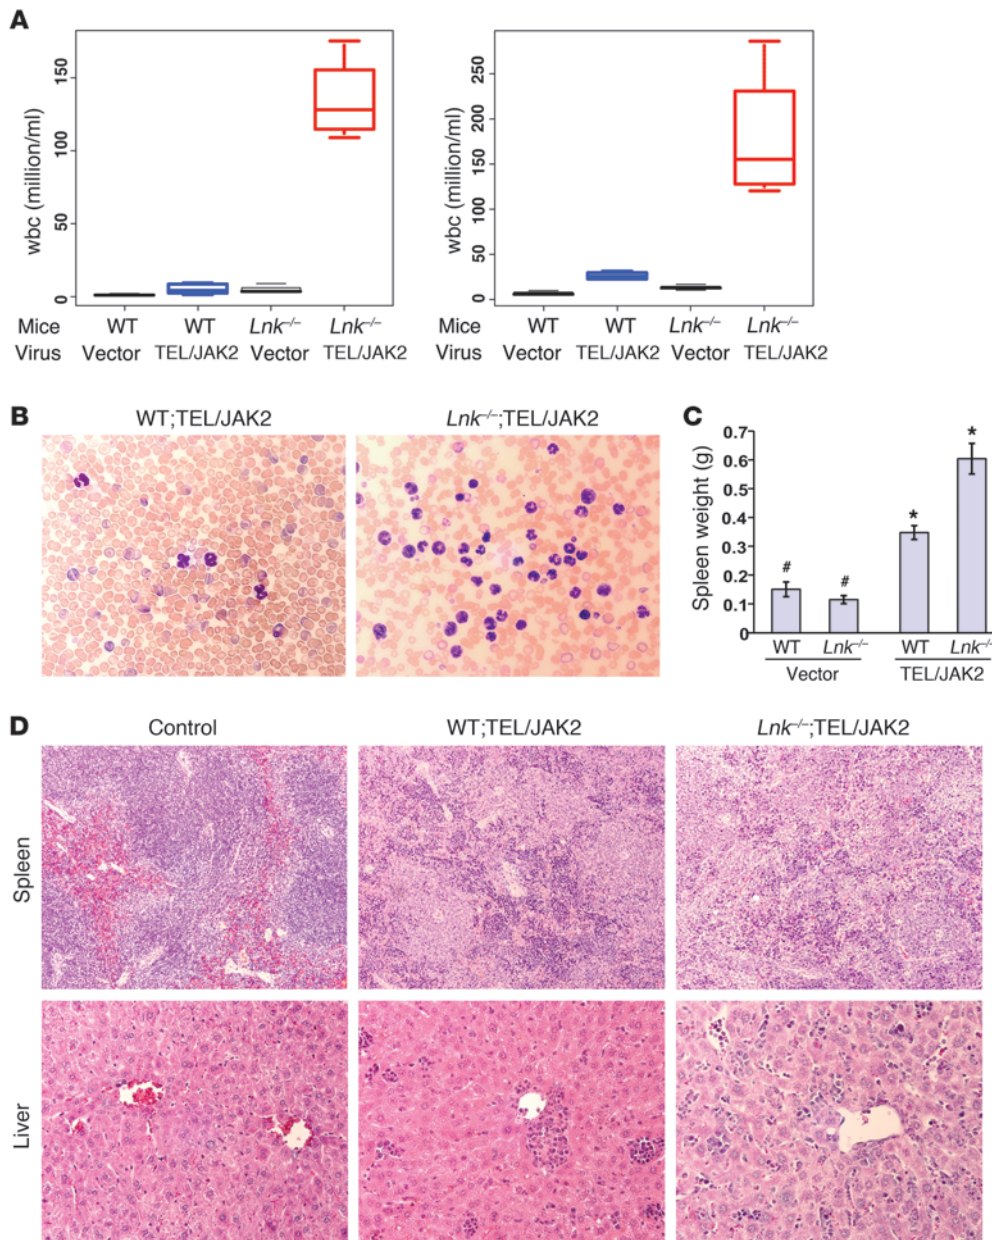 A
wbc (million/ml)
150
100
50
0
Mice WT WT Lnk–/– Lnk–/–
Virus Vector TEL/JAK2 Vector TEL/JAK2
wbc (million/ml)
250
200
150
100
50
0
WT WT Lnk–/– Lnk–/–
Vector TEL/JAK2 Vector TEL/JAK2
B
WT;TEL/JAK2 Lnk–/–;TEL/JAK2
C
Spleen weight (g)
0.7
0.6
0.5
0.4
0.3
0.2
0.1
0
# # * *
WT Lnk–/– WT Lnk–/–
Vector TEL/JAK2
D
Control WT;TEL/JAK2 Lnk–/–;TEL/JAK2
Spleen
Liver